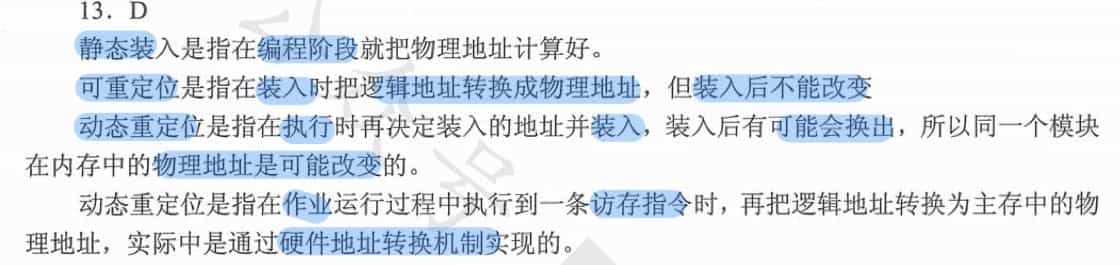 13. D
静态装入是指在编程阶段就把物理地址计算好。
可重定位是指在装入时把逻辑地址转换成物理地址，但装入后不能改变
动态重定位是指在执行时再决定装入的地址并装入，装入后有可能会换出，所以同一个模块
在内存中的物理地址是可能改变的。
动态重定位是指在作业运行过程中执行到一条访存指令时，再把逻辑地址转换为主存中的物
理地址，实际中是通过硬件地址转换机制实现的。